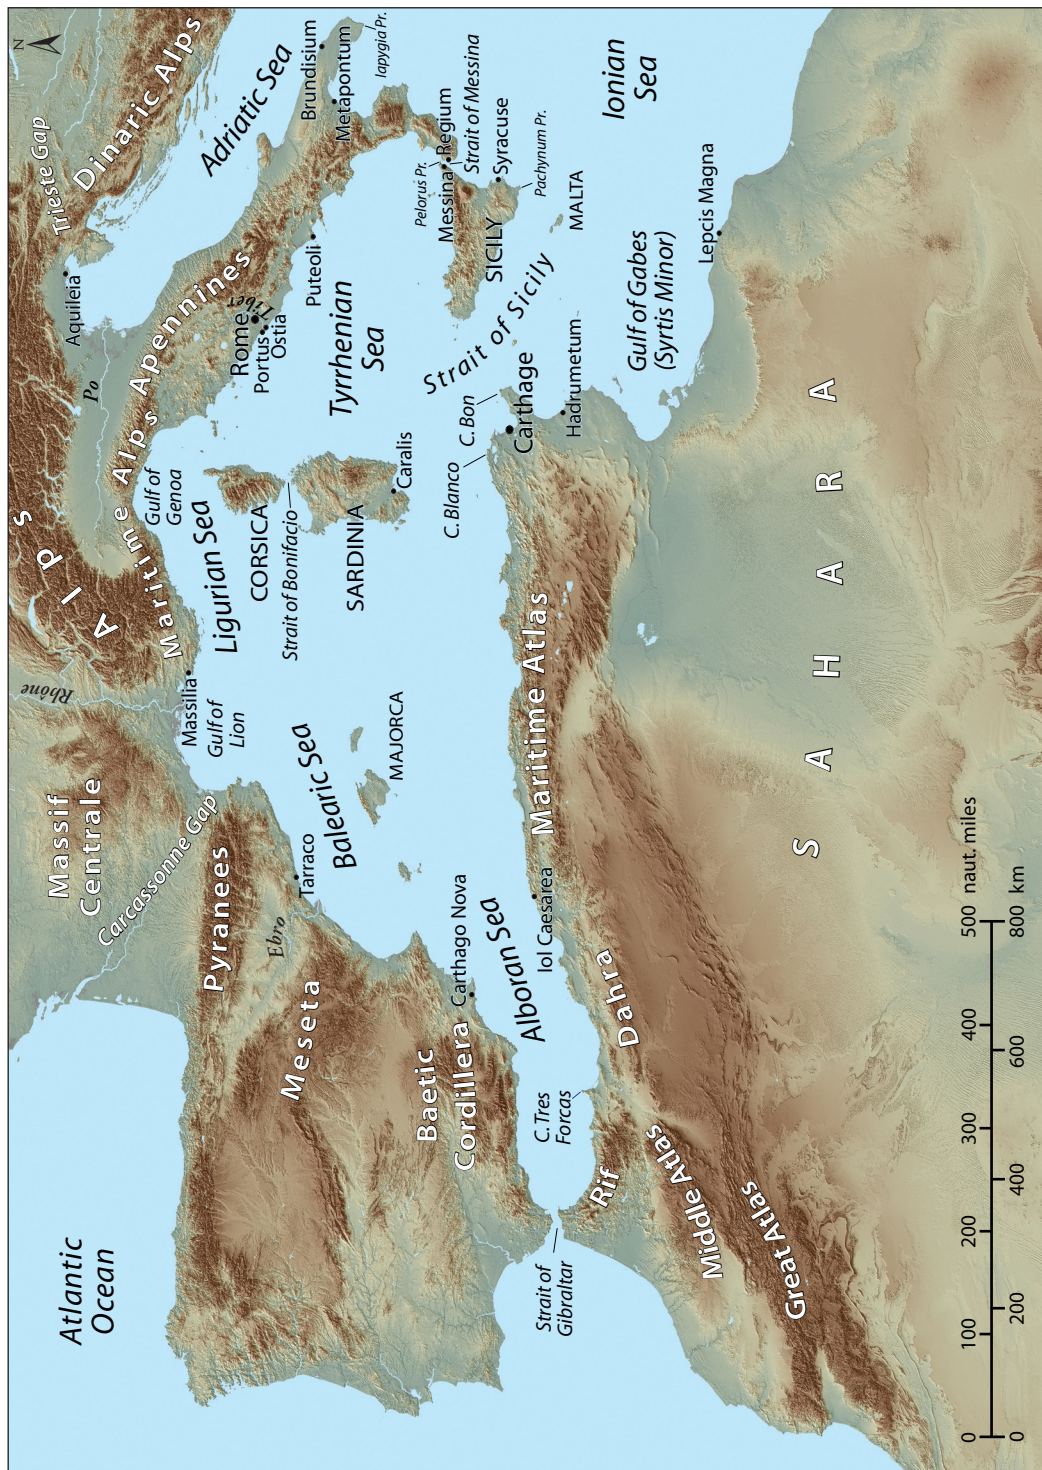 N
Atlantic
Ocean
Massif
Centrale
Carcassonne Gap
Rhône
Alps
Po
Trieste Gap
Dinaric Alps
Aquileia
Adriatic Sea
Maritime Alps
Apennines
Gulf of
Genoa
Massilia
Gulf of
Lion
Ligurian Sea
Pyranees
Ebro
Tarraco
Meseta
Balearic Sea
MAJORCA
CORSICA
Strait of Bonifacio
SARDINIA
Caralis
Rome
Tiber
Portus
Ostia
Puteoli
Tyrrhenian
Sea
Brundisium
Metapontum
Iapygia Pr.
Pelorus Pr.
Messina
Regium
Strait of Messina
SICILY
Syracuse
Pachynum Pr.
MALTA
Ionian
Sea
Strait of Sicily
Baetic
Cordillera
Carthago Nova
Alboran Sea
Iol Caesarea
C. Blanco
C. Bon
Carthage
Hadrumetum
Gulf of Gabes
(Syrtis Minor)
Lepcis Magna
Strait of
Gibraltar
C. Tres
Forcas
Rif
Dahra
Maritime Atlas
Middle Atlas
Great Atlas
SAHARA
0 100 200 300 400 500 naut. miles
0 200 400 600 800 km